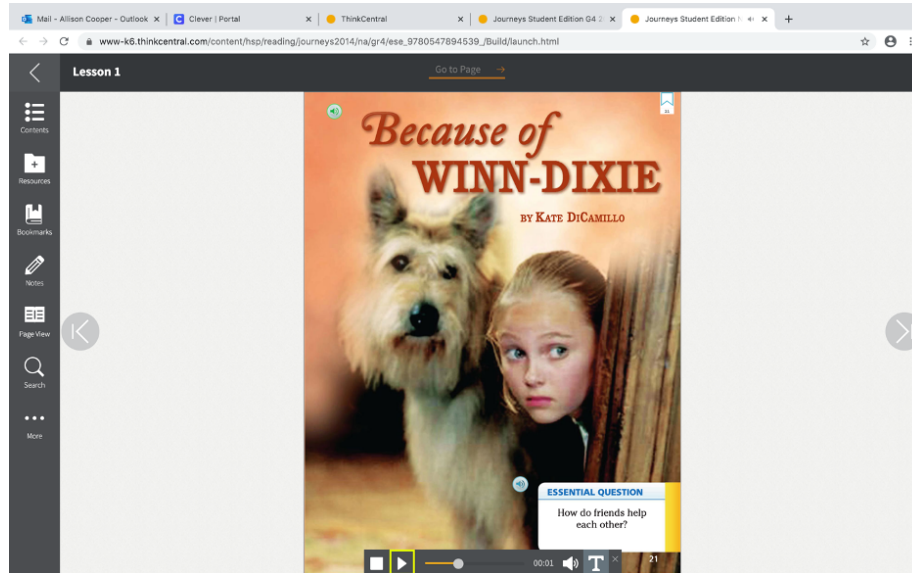 Mail - Allison Cooper - Outlook
Clever | Portal
ThinkCentral
Journeys Student Edition G4 2
Journeys Student Edition
www-k6.thinkcentral.com/content/hsp/reading/journeys2014/na/gr4/ese_9780547894539_/Build/launch.html
Lesson 1
Go to Page
Contents
Resources
Bookmarks
Notes
Page View
Search
More
Because of
WINN-DIXIE
BY KATE DICAMILLO
ESSENTIAL QUESTION
How do friends help
each other?
00:01
T
21